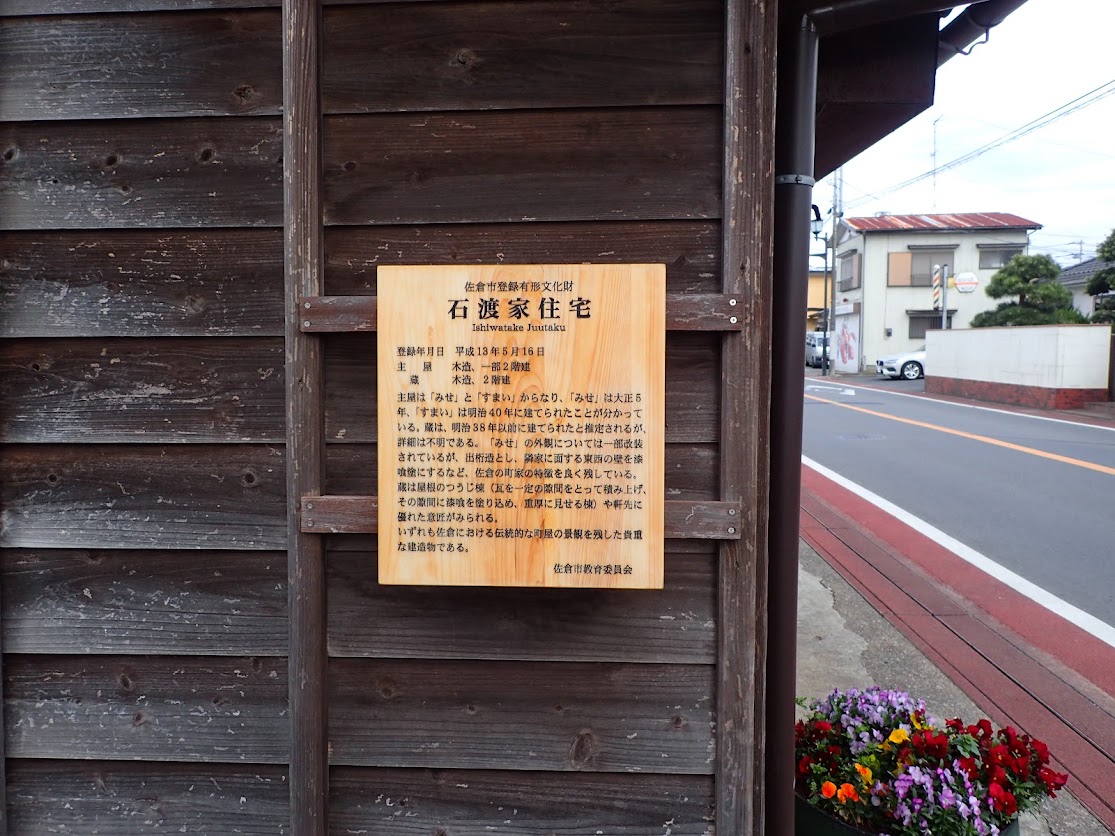 佐倉市登録有形文化財
石渡家住宅
Ishiwatake Juutaku
登録年月日　平成13年5月16日
主　屋　木造、一部2階建
蔵　木造、2階建
主屋は「みせ」と「すまい」からなり、「みせ」は大正5
年、「すまい」は明治40年に建てられたことが分かって
いる。蔵は、明治38年以前に建てられたと推定されるが、
詳細は不明である。「みせ」の外観については一部改装
されているが、出桁造とし、隣家に面する東西の壁を漆
喰塗にするなど、佐倉の町家の特徴を良く残している。
蔵は屋根のつうじ棟（瓦を一定の隙間をとって積み上げ、
その隙間に漆喰を塗り込め、重厚に見せる棟）や軒先に
優れた意匠がみられる。
いずれも佐倉における伝統的な町屋の景観を残した貴重
な建造物である。
佐倉市教育委員会